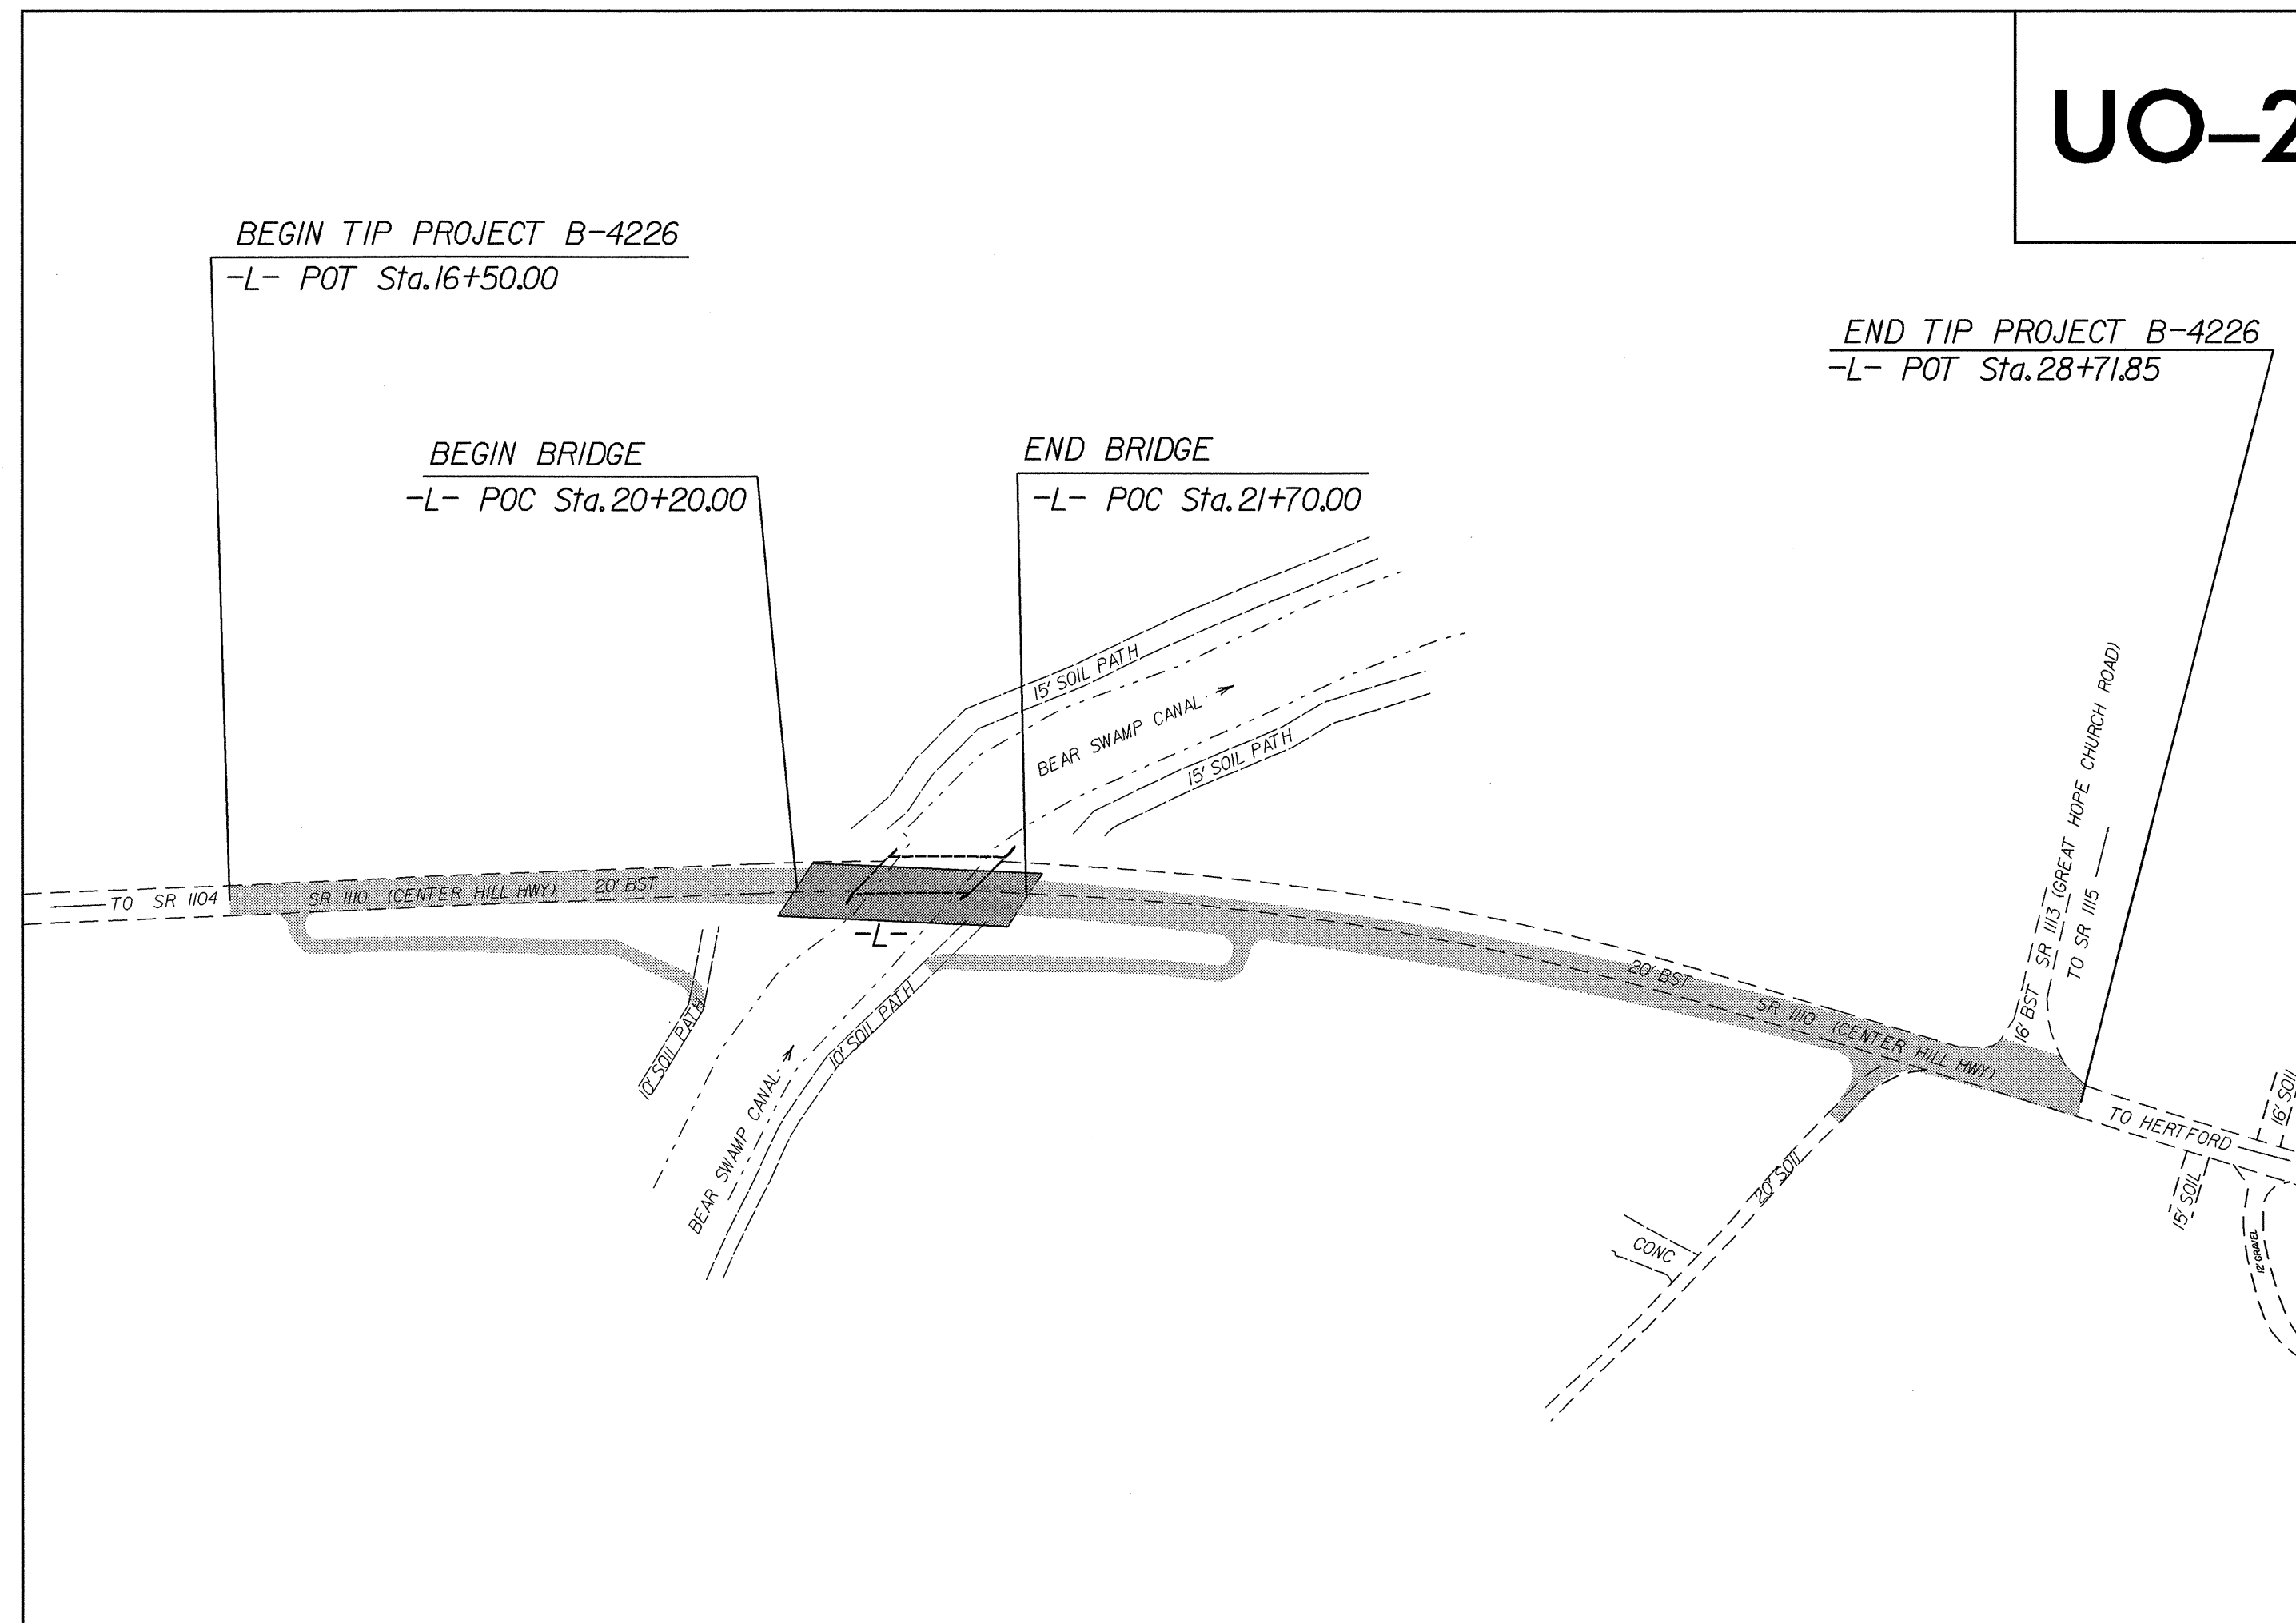 UO-2
BEGIN TIP PROJECT B-4226
-L- POT Sta. 16+50.00
END TIP PROJECT B-4226
-L- POT Sta. 28+71.85
BEGIN BRIDGE
-L- POC Sta. 20+20.00
END BRIDGE
-L- POC Sta. 21+70.00
15' SOIL PATH
BEAR SWAMP CANAL
15' SOIL PATH
16' BST SR 1113 (GREAT HOPE CHURCH ROAD)
TO SR 1115
TO SR 1104
SR 1110 (CENTER HILL HWY) 20' BST
-L-
20' BST
SR 1110 (CENTER HILL HWY)
10' SOIL PATH
10' SOIL PATH
BEAR SWAMP CANAL
TO HERTFORD
16' SOIL
15' SOIL
20' SOIL
CONC
12' GRAVEL